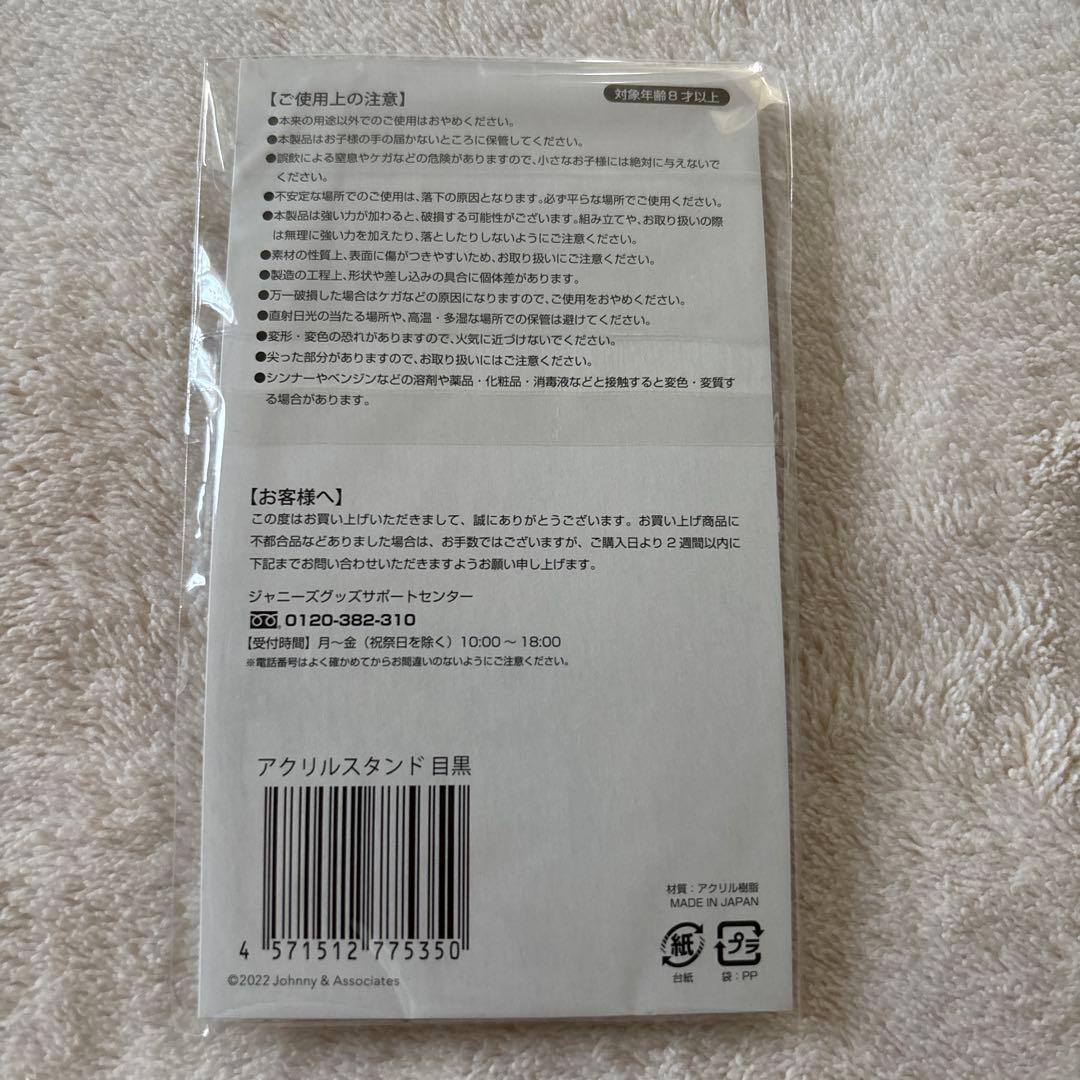 【ご使用上の注意】
対象年齢8才以上
●本来の用途以外でのご使用はおやめください。
●本製品はお子様の手の届かないところに保管してください。
●誤飲による窒息やケガなどの危険がありますので、小さなお子様には絶対に与えないで
ください。
●不安定な場所でのご使用は、落下の原因となります。必ず平らな場所でご使用ください。
●本製品は強い力が加わると、破損する可能性がございます。組み立てや、お取り扱いの際
は無理に強い力を加えたり、落としたりしないようにご注意ください。
●素材の性質上、表面に傷がつきやすいため、お取り扱いにご注意ください。
●製造の工程上、形状や差し込みの具合に個体差があります。
●万一破損した場合はケガなどの原因になりますので、ご使用をおやめください。
●直射日光の当たる場所や、高温・多湿な場所での保管は避けてください。
●変形・変色の恐れがありますので、火気に近づけないでください。
●尖った部分がありますので、お取り扱いにはご注意ください。
●シンナーやベンジンなどの溶剤や薬品・化粧品・消毒液などと接触すると変色・変質す
る場合があります。
【お客様へ】
この度はお買い上げいただきまして、誠にありがとうございます。お買い上げ商品に
不都合品などありました場合は、お手数ではございますが、ご購入日より2週間以内に
下記までお問い合わせいただきますようお願い申し上げます。
ジャニーズグッズサポートセンター
0120-382-310
【受付時間】月〜金（祝祭日を除く）10:00〜18:00
※電話番号はよく確かめてからお間違いのないようにご注意ください。
アクリルスタンド 目黒
4 571512 775350
©2022 Johnny & Associates
材質：アクリル樹脂
MADE IN JAPAN
紙
プラ
台紙
袋：PP